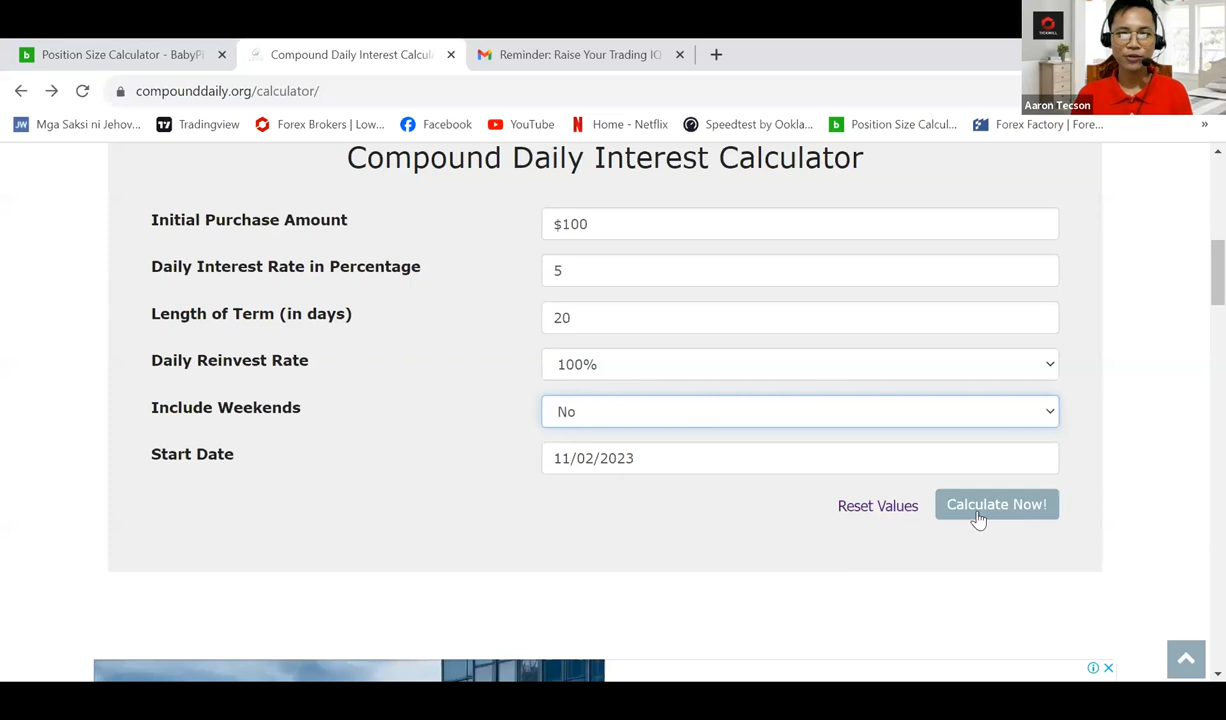 Position Size Calculator - BabyPi
Compound Daily Interest Calcula
Reminder: Raise Your Trading IQ
TICKMILL
Aaron Tecson
compounddaily.org/calculator/
JW Mga Saksi ni Jehov...
Tradingview
Forex Brokers | Low...
Facebook
YouTube
Home - Netflix
Speedtest by Ookla...
Position Size Calcul...
Forex Factory | Fore...
»
Compound Daily Interest Calculator
Initial Purchase Amount
$100
Daily Interest Rate in Percentage
5
Length of Term (in days)
20
Daily Reinvest Rate
100%
Include Weekends
No
Start Date
11/02/2023
Reset Values
Calculate Now!